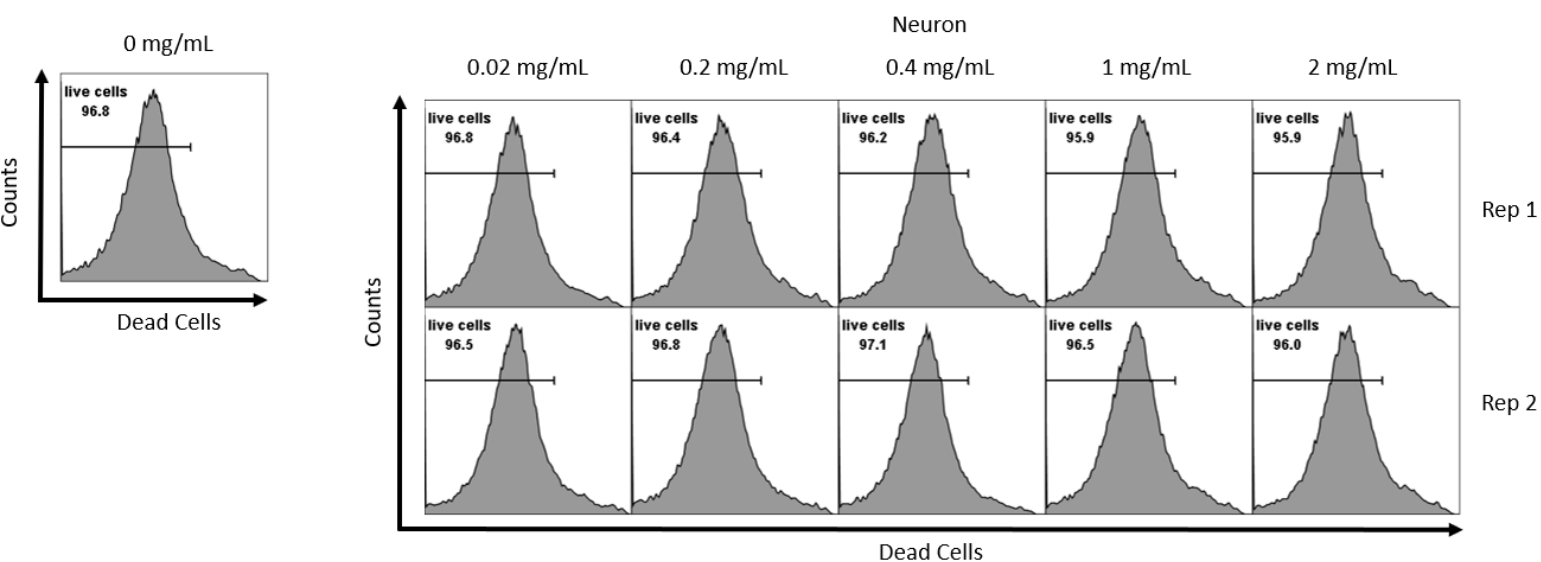 0 mg/mL
live cells
96.8
Counts
Dead Cells
Neuron
0.02 mg/mL 0.2 mg/mL 0.4 mg/mL 1 mg/mL 2 mg/mL
live cells live cells live cells live cells live cells
96.8 96.4 96.2 95.9 95.9
Rep 1
Counts
live cells live cells live cells live cells live cells
96.5 96.8 97.1 96.5 96.0
Rep 2
Dead Cells